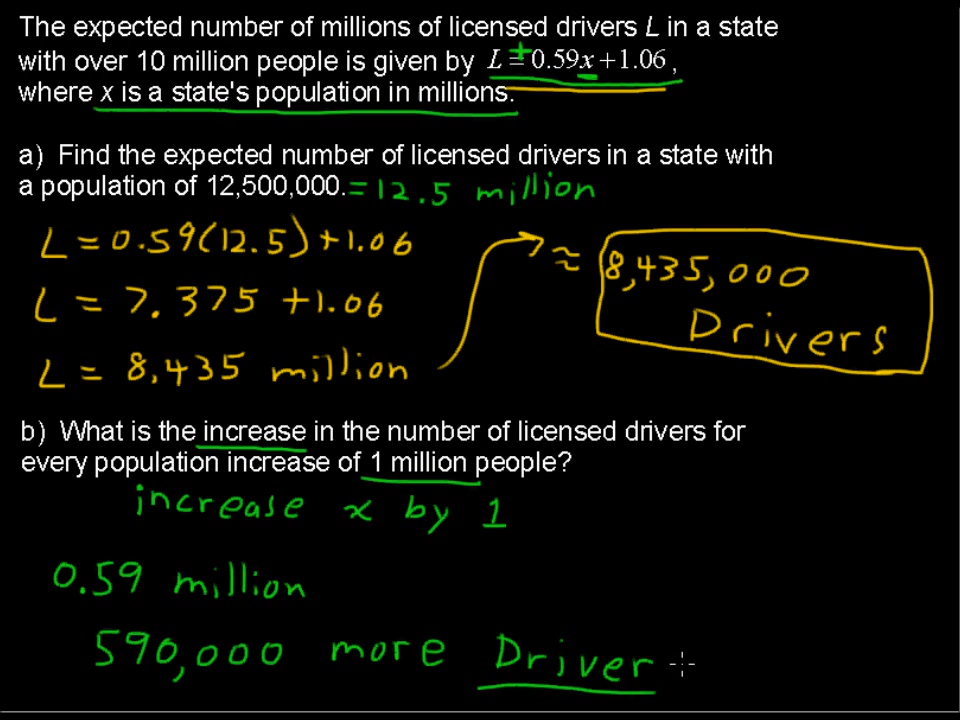 The expected number of millions of licensed drivers L in a state
with over 10 million people is given by L = 0.59x + 1.06,
where x is a state's population in millions.
a) Find the expected number of licensed drivers in a state with
a population of 12,500,000. = 12.5 million
L = 0.59(12.5) + 1.06
L = 7.375 + 1.06
L = 8.435 million
≈ 8,435,000
Drivers
b) What is the increase in the number of licensed drivers for
every population increase of 1 million people?
increase x by 1
0.59 million
590,000 more Driver